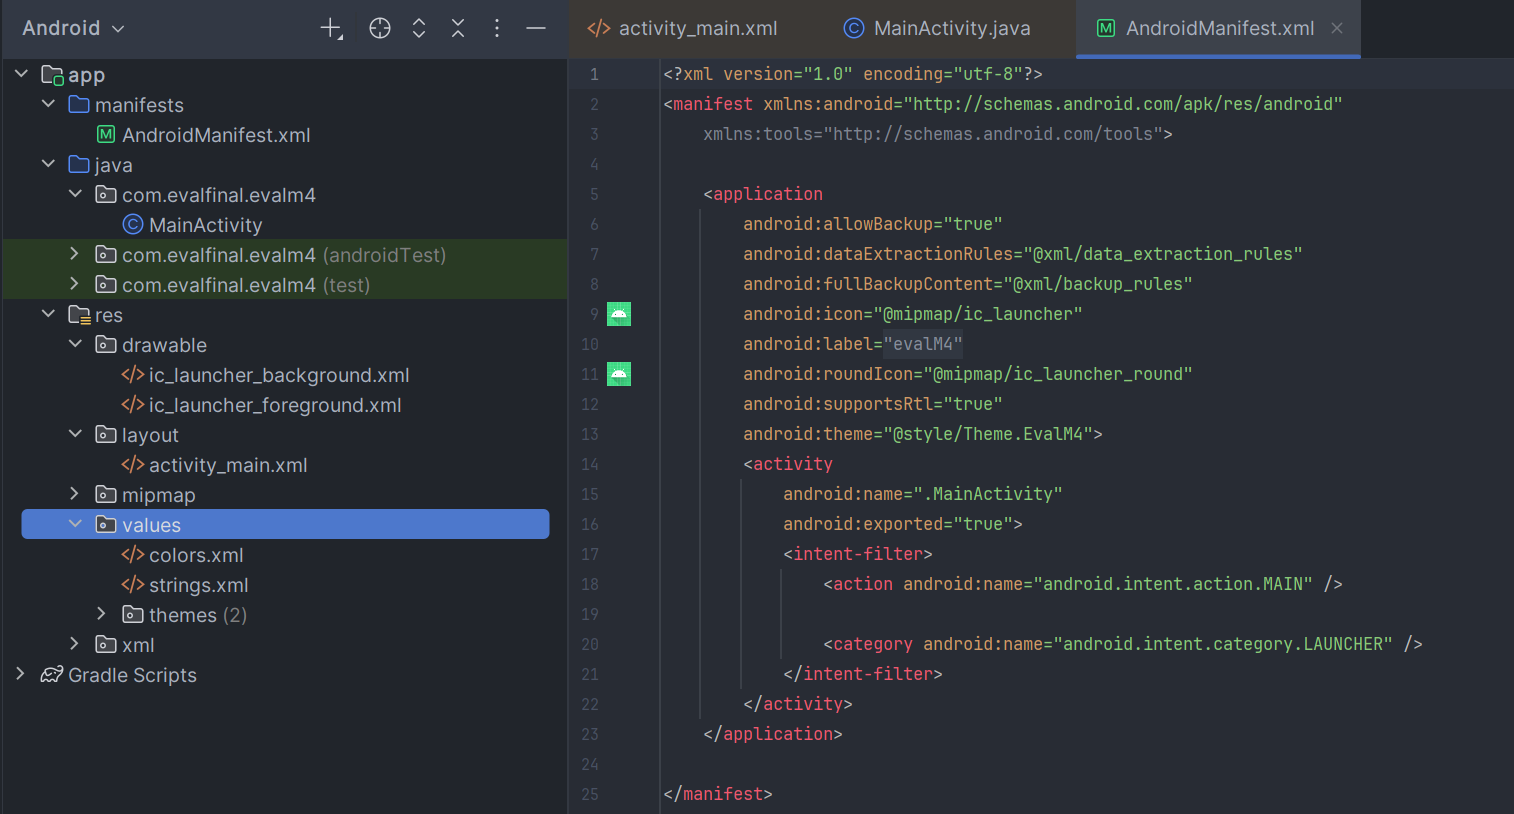 Android
app
manifests
AndroidManifest.xml
java
com.evalfinal.evalm4
MainActivity
com.evalfinal.evalm4 (androidTest)
com.evalfinal.evalm4 (test)
res
drawable
ic_launcher_background.xml
ic_launcher_foreground.xml
layout
activity_main.xml
mipmap
values
colors.xml
strings.xml
themes (2)
xml
Gradle Scripts
activity_main.xml
MainActivity.java
AndroidManifest.xml
1 <?xml version="1.0" encoding="utf-8"?>
2 <manifest xmlns:android="http://schemas.android.com/apk/res/android"
3 xmlns:tools="http://schemas.android.com/tools">
4
5 <application
6 android:allowBackup="true"
7 android:dataExtractionRules="@xml/data_extraction_rules"
8 android:fullBackupContent="@xml/backup_rules"
9 android:icon="@mipmap/ic_launcher"
10 android:label="evalM4"
11 android:roundIcon="@mipmap/ic_launcher_round"
12 android:supportsRtl="true"
13 android:theme="@style/Theme.EvalM4">
14 <activity
15 android:name=".MainActivity"
16 android:exported="true">
17 <intent-filter>
18 <action android:name="android.intent.action.MAIN" />
19
20 <category android:name="android.intent.category.LAUNCHER" />
21 </intent-filter>
22 </activity>
23 </application>
24
25 </manifest>